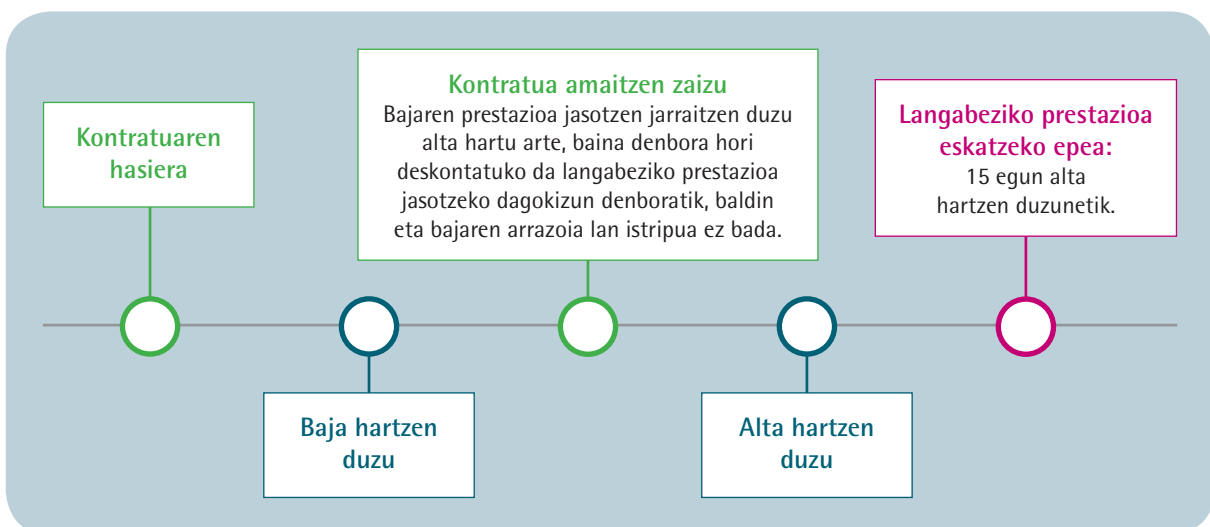 Kontratuaren
hasiera
Baja hartzen
duzu
Kontratua amaitzen zaizu
Bajaren prestazioa jasotzen jarraitzen duzu
alta hartu arte, baina denbora hori
deskontatuko da langabeziko prestazioa
jasotzeko dagokizun denboratik, baldin
eta bajaren arrazoia lan istripua ez bada.
Alta hartzen
duzu
Langabeziko prestazioa
eskatzeko epea:
15 egun alta
hartzen duzunetik.